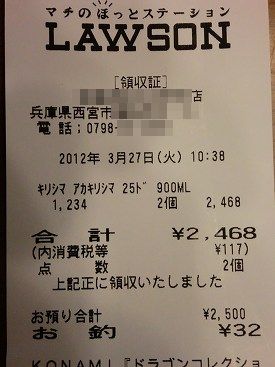 マチのほっとステーション
LAWSON
[領収証]
店
兵庫県西宮市
電話;0798-
2012年 3月27日(火) 10:38
キリシマ アカキリシマ 25ド 900ML
1,234 2個 2,468
合計 ¥2,468
(内消費税等 ¥117)
点数 2個
上記正に領収いたしました
お預り合計 ¥2,500
お釣 ¥32
KONAMI『ドラゴンコレクショ